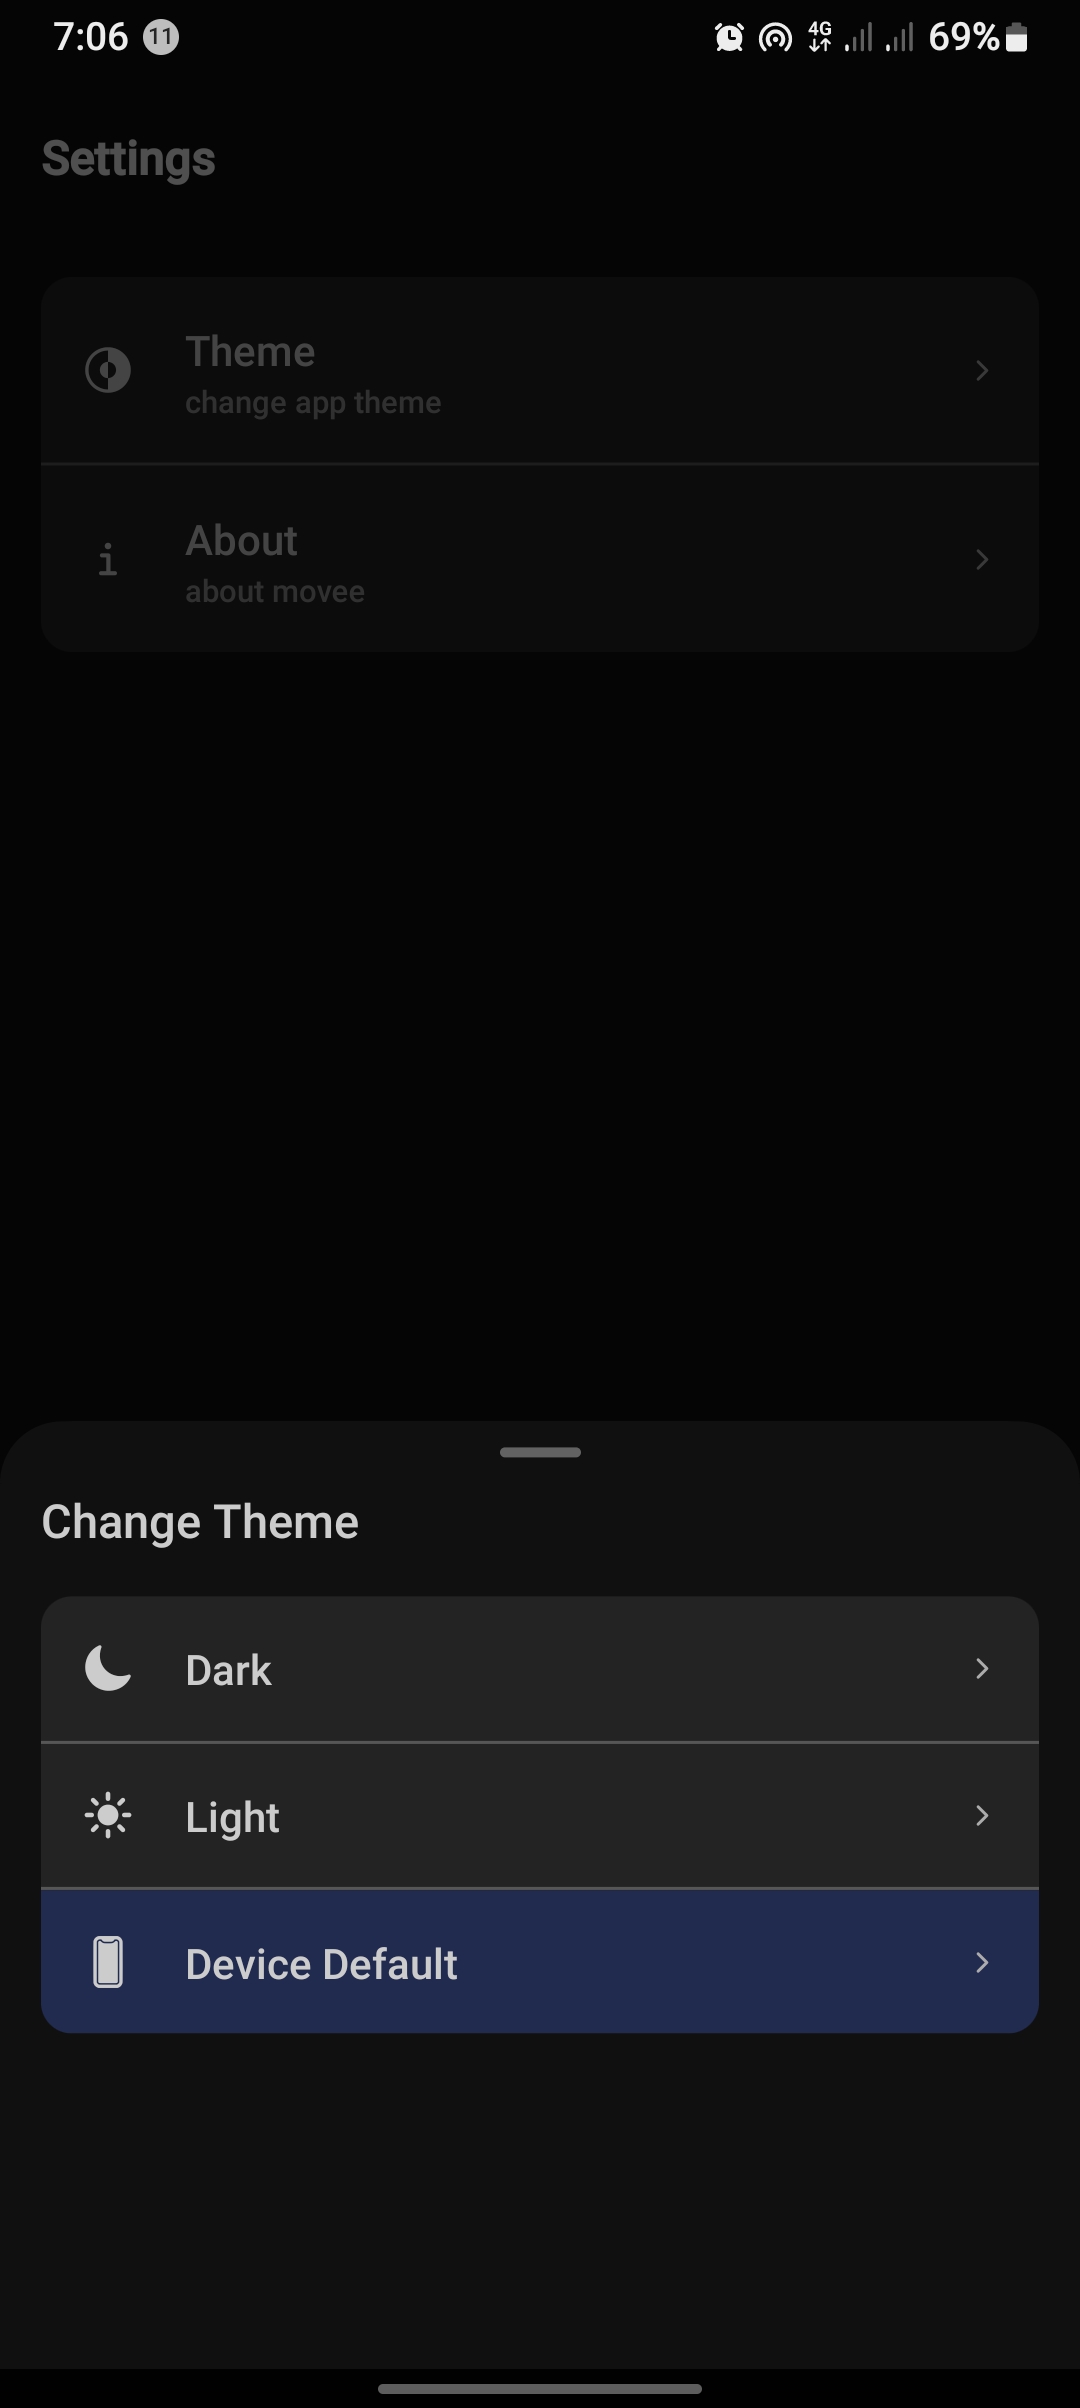 7:06 11 4G 69%
Settings
Theme
change app theme
About
about movee
Change Theme
Dark
Light
Device Default